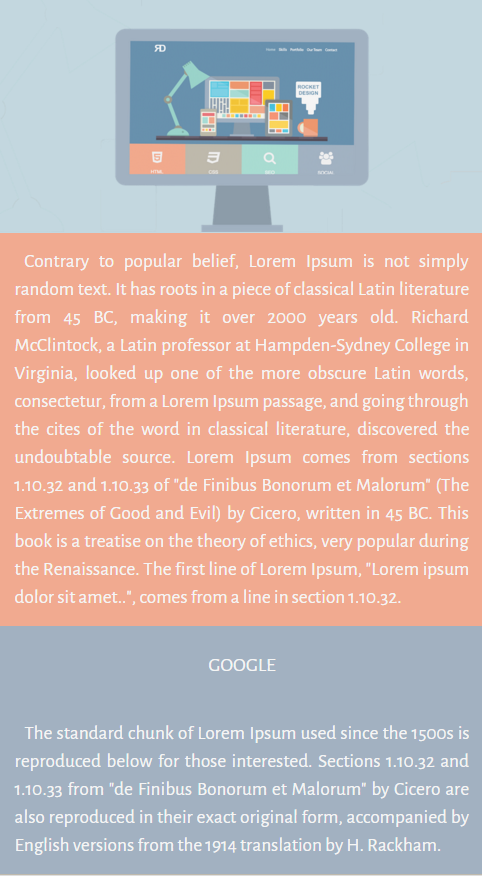 RD
Home Skills Portfolio Our Team Contact
ROCKET
DESIGN
HTML CSS SEO SOCIAL
Contrary to popular belief, Lorem Ipsum is not simply
random text. It has roots in a piece of classical Latin literature
from 45 BC, making it over 2000 years old. Richard
McClintock, a Latin professor at Hampden-Sydney College in
Virginia, looked up one of the more obscure Latin words,
consectetur, from a Lorem Ipsum passage, and going through
the cites of the word in classical literature, discovered the
undoubtable source. Lorem Ipsum comes from sections
1.10.32 and 1.10.33 of "de Finibus Bonorum et Malorum" (The
Extremes of Good and Evil) by Cicero, written in 45 BC. This
book is a treatise on the theory of ethics, very popular during
the Renaissance. The first line of Lorem Ipsum, "Lorem ipsum
dolor sit amet..", comes from a line in section 1.10.32.
GOOGLE
The standard chunk of Lorem Ipsum used since the 1500s is
reproduced below for those interested. Sections 1.10.32 and
1.10.33 from "de Finibus Bonorum et Malorum" by Cicero are
also reproduced in their exact original form, accompanied by
English versions from the 1914 translation by H. Rackham.